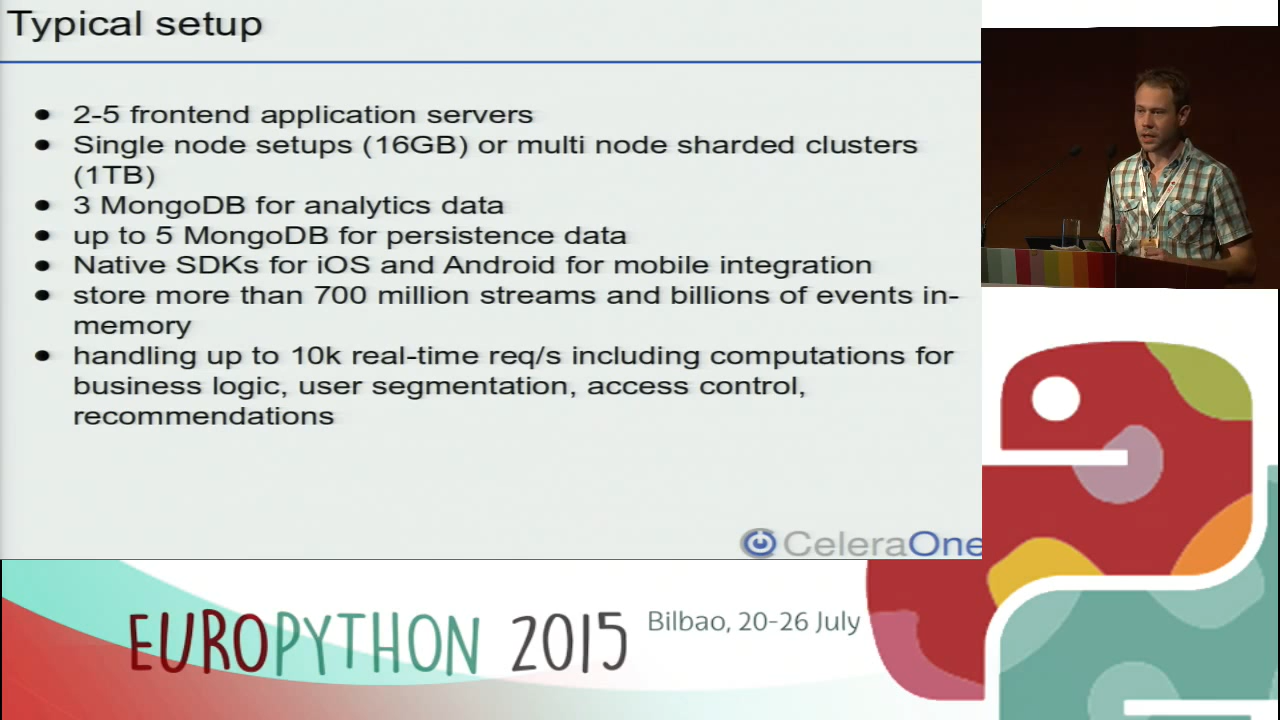 Typical setup
● 2-5 frontend application servers
● Single node setups (16GB) or multi node sharded clusters
(1TB)
● 3 MongoDB for analytics data
● up to 5 MongoDB for persistence data
● Native SDKs for iOS and Android for mobile integration
● store more than 700 million streams and billions of events in-
memory
● handling up to 10k real-time req/s including computations for
business logic, user segmentation, access control,
recommendations
CeleraOne
EUROPYTHON 2015
Bilbao, 20-26 July